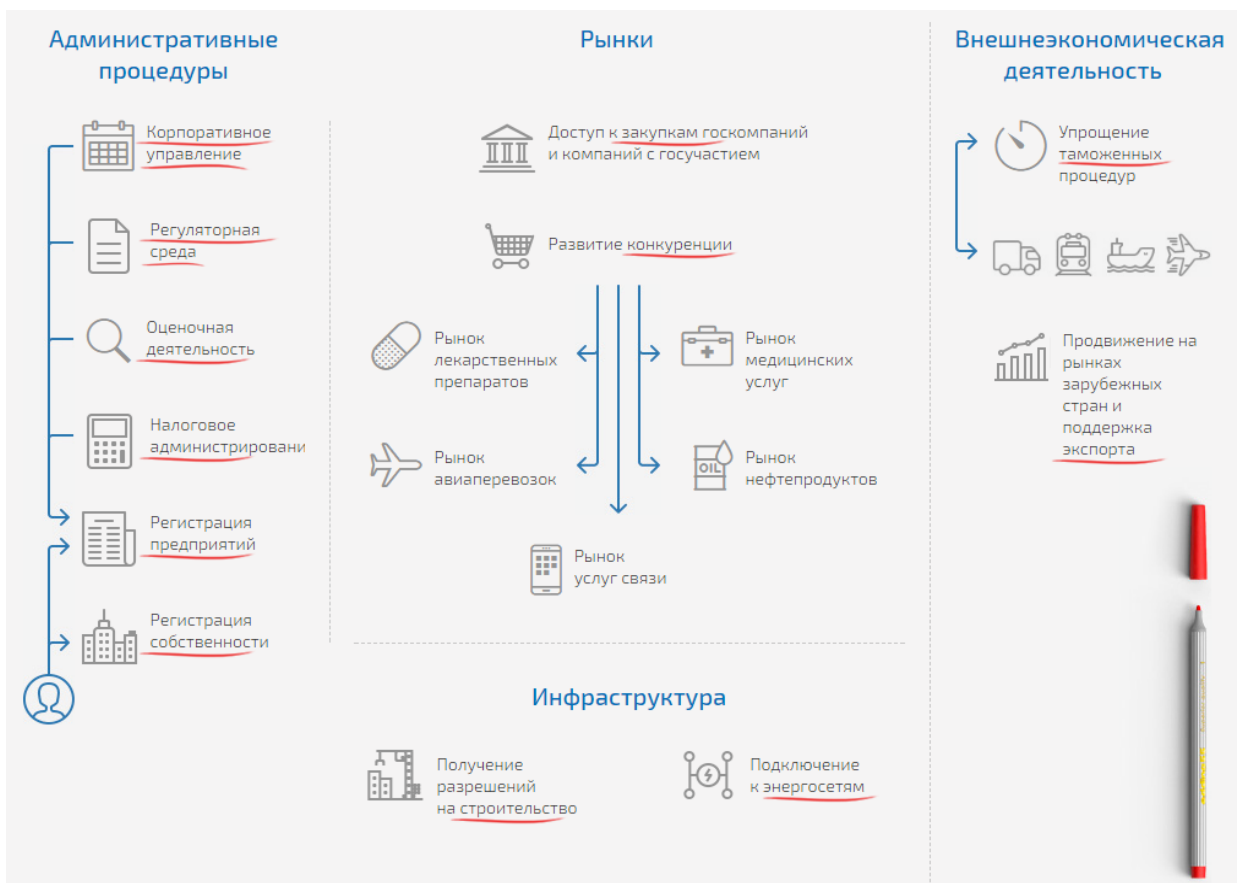 Административные
процедуры
Корпоративное
управление
Регуляторная
среда
Оценочная
деятельность
Налоговое
администрировани
Регистрация
предприятий
Регистрация
собственности
Рынки
Доступ к закупкам госкомпаний
и компаний с госучастием
Развитие конкуренции
Рынок
лекарственных
препаратов
Рынок
медицинских
услуг
Рынок
авиаперевозок
OIL
Рынок
нефтепродуктов
Рынок
услуг связи
Инфраструктура
Получение
разрешений
на строительство
Подключение
к энергосетям
Внешнеэкономическая
деятельность
Упрощение
таможенных
процедур
Продвижение на
рынках
зарубежных
стран и
поддержка
экспорта